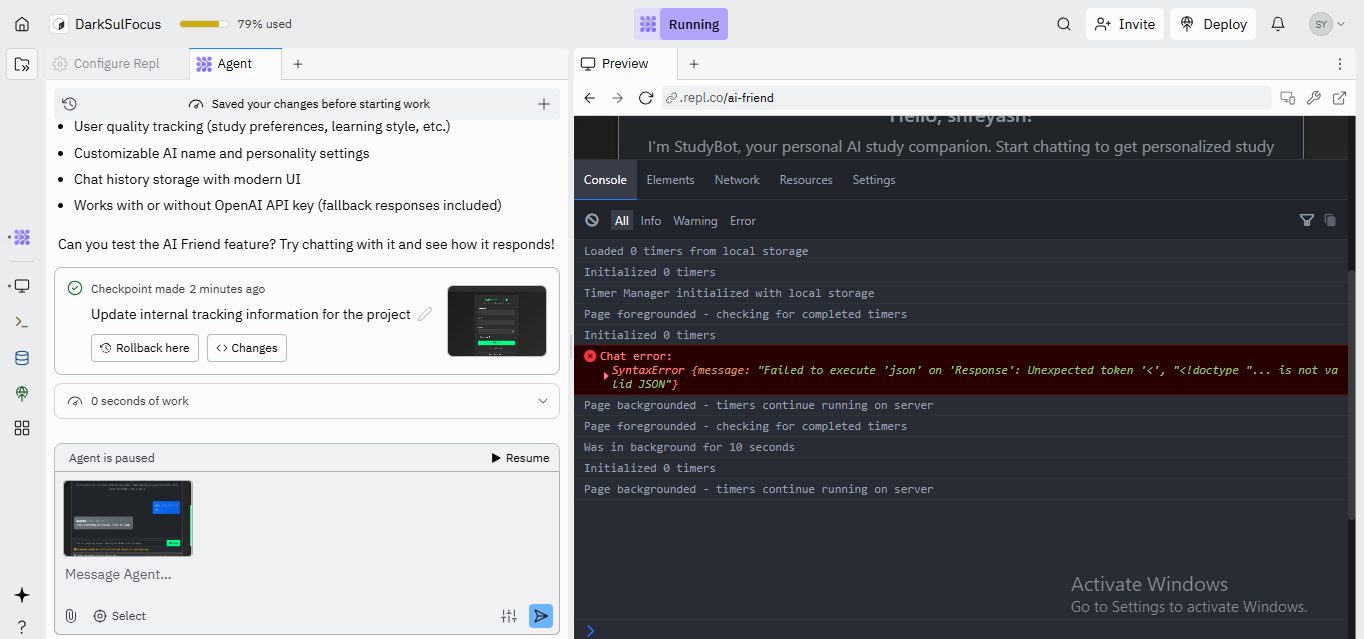 DarkSulFocus
79% used
Running
Invite
Deploy
SY
Configure Repl
Agent
Preview
Saved your changes before starting work
.repl.co/ai-friend
• User quality tracking (study preferences, learning style, etc.)
• Customizable AI name and personality settings
• Chat history storage with modern UI
• Works with or without OpenAI API key (fallback responses included)
Can you test the AI Friend feature? Try chatting with it and see how it responds!
Checkpoint made 2 minutes ago
Update internal tracking information for the project
Rollback here
Changes
0 seconds of work
Agent is paused
Resume
Message Agent...
Select
Hello, shreyash!
I'm StudyBot, your personal AI study companion. Start chatting to get personalized study
Console
Elements
Network
Resources
Settings
All
Info
Warning
Error
Loaded 0 timers from local storage
Initialized 0 timers
Timer Manager initialized with local storage
Page foregrounded - checking for completed timers
Initialized 0 timers
Chat error:
SyntaxError {message: "Failed to execute 'json' on 'Response': Unexpected token '<', "<!doctype "... is not va
lid JSON"}
Page backgrounded - timers continue running on server
Page foregrounded - checking for completed timers
Was in background for 10 seconds
Initialized 0 timers
Page backgrounded - timers continue running on server
Activate Windows
Go to Settings to activate Windows.